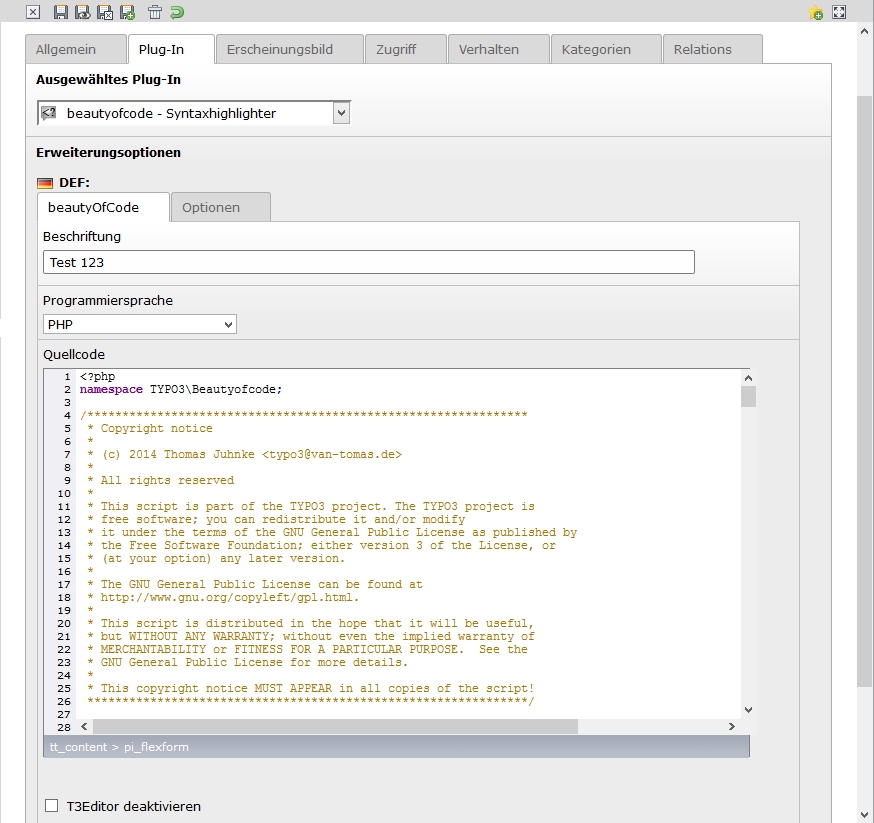 Allgemein Plug-In Erscheinungsbild Zugriff Verhalten Kategorien Relations
Ausgewähltes Plug-In
<? beautyofcode - Syntaxhighlighter
Erweiterungsoptionen
DEF:
beautyOfCode Optionen
Beschriftung
Test 123
Programmiersprache
PHP
Quellcode
1 <?php
2 namespace TYPO3\Beautyofcode;
3
4 /***************************************************************
5  * Copyright notice
6  *
7  * (c) 2014 Thomas Juhnke <typo3@van-tomas.de>
8  *
9  * All rights reserved
10  *
11  * This script is part of the TYPO3 project. The TYPO3 project is
12  * free software; you can redistribute it and/or modify
13  * it under the terms of the GNU General Public License as published by
14  * the Free Software Foundation; either version 3 of the License, or
15  * (at your option) any later version.
16  *
17  * The GNU General Public License can be found at
18  * http://www.gnu.org/copyleft/gpl.html.
19  *
20  * This script is distributed in the hope that it will be useful,
21  * but WITHOUT ANY WARRANTY; without even the implied warranty of
22  * MERCHANTABILITY or FITNESS FOR A PARTICULAR PURPOSE.  See the
23  * GNU General Public License for more details.
24  *
25  * This copyright notice MUST APPEAR in all copies of the script!
26  ***************************************************************/
27
28
tt_content > pi_flexform
T3Editor deaktivieren